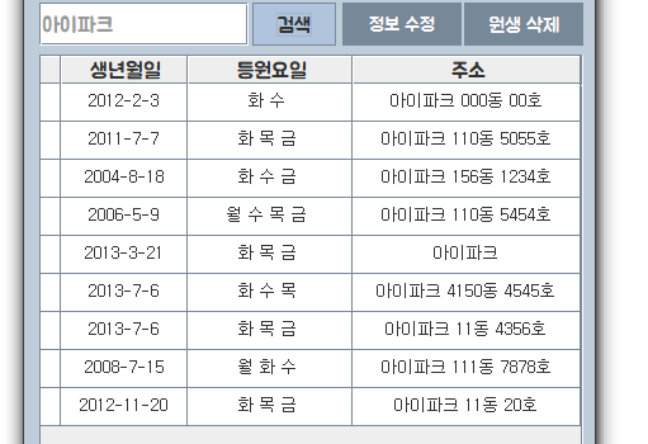 아이파크 검색 정보 수정 원생 삭제
생년월일 등원요일 주소
2012-2-3 화 수 아이파크 000동 00호
2011-7-7 화 목 금 아이파크 110동 5055호
2004-8-18 화 수 금 아이파크 156동 1234호
2006-5-9 월 수 목 금 아이파크 110동 5454호
2013-3-21 화 목 금 아이파크
2013-7-6 화 수 목 아이파크 4150동 4545호
2013-7-6 화 목 금 아이파크 11동 4356호
2008-7-15 월 화 수 아이파크 111동 7878호
2012-11-20 화 목 금 아이파크 11동 20호